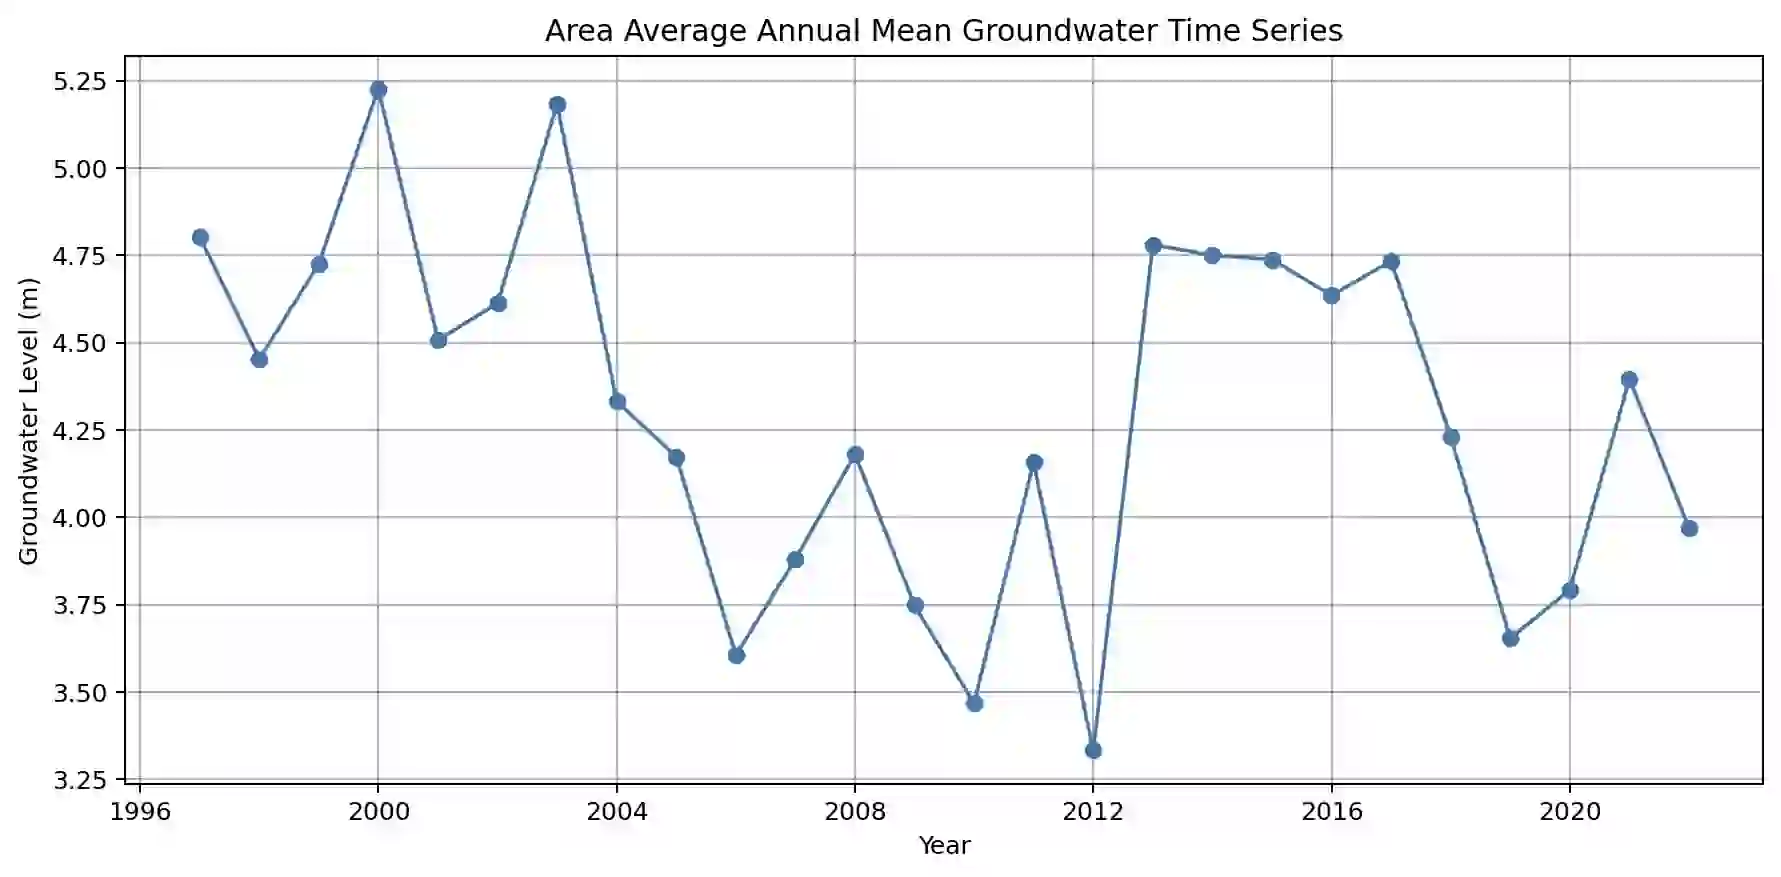 Area Average Annual Mean Groundwater Time Series
Groundwater Level (m)
5.25
5.00
4.75
4.50
4.25
4.00
3.75
3.50
3.25
1996 2000 2004 2008 2012 2016 2020
Year